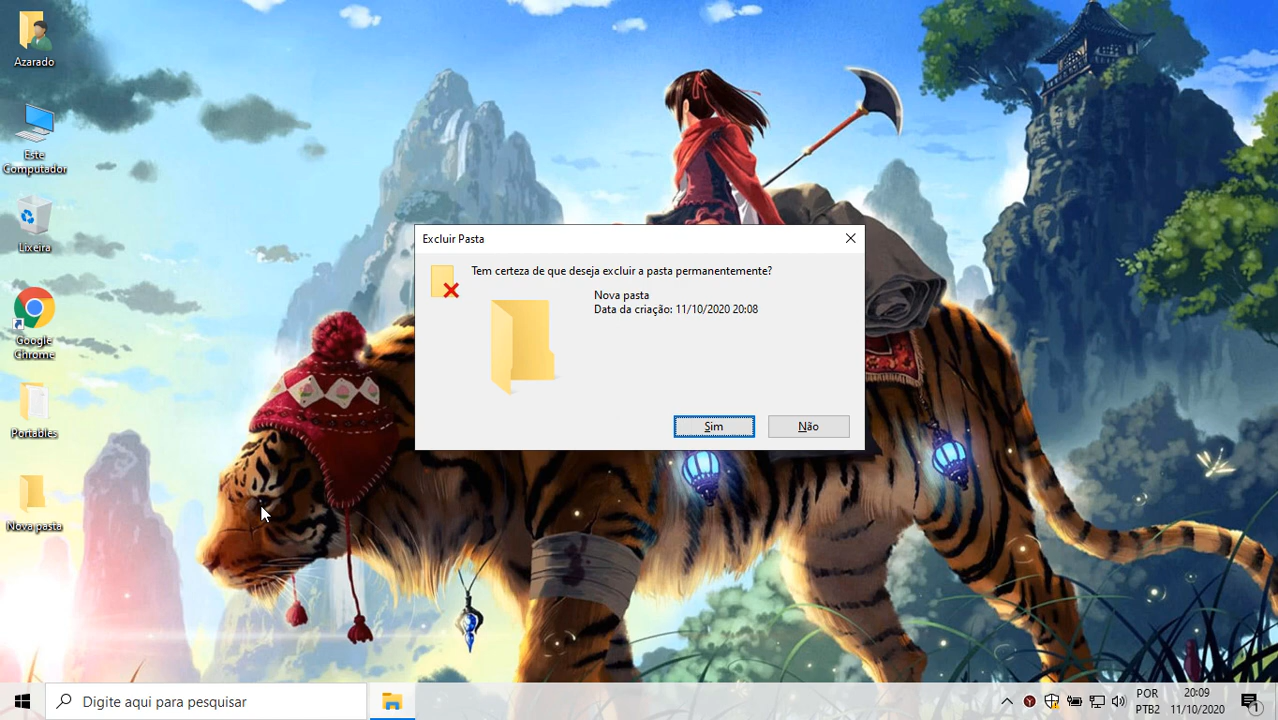 Azarado
Este
Computador
Lixeira
Google
Chrome
Portables
Nova pasta
Excluir Pasta
Tem certeza de que deseja excluir a pasta permanentemente?
Nova pasta
Data da criação: 11/10/2020 20:08
Sim
Não
Digite aqui para pesquisar
POR
PTB2
20:09
11/10/2020
1